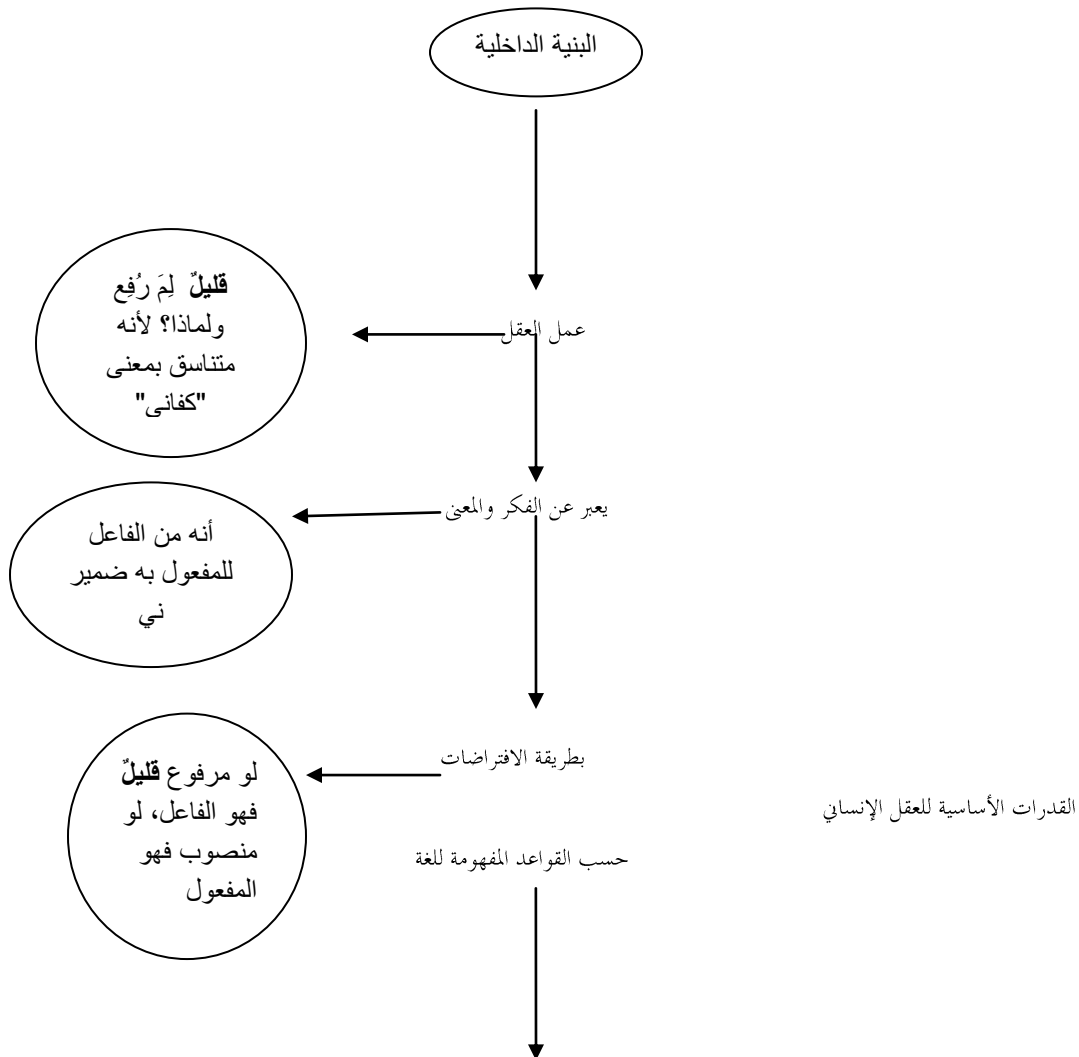 البنية الداخلية
عمل العقل
قليلٌ لِمَ رُفِع
ولماذا؟ لأنه
متناسق بمعنى
"كفانى"
يعبر عن الفكر والمعنى
أنه من الفاعل
للمفعول به ضمير
ني
بطريقة الافتراضات
لو مرفوع قليلٌ
فهو الفاعل، لو
منصوب فهو
المفعول
القدرات الأساسية للعقل الإنساني
حسب القواعد المفهومة للغة